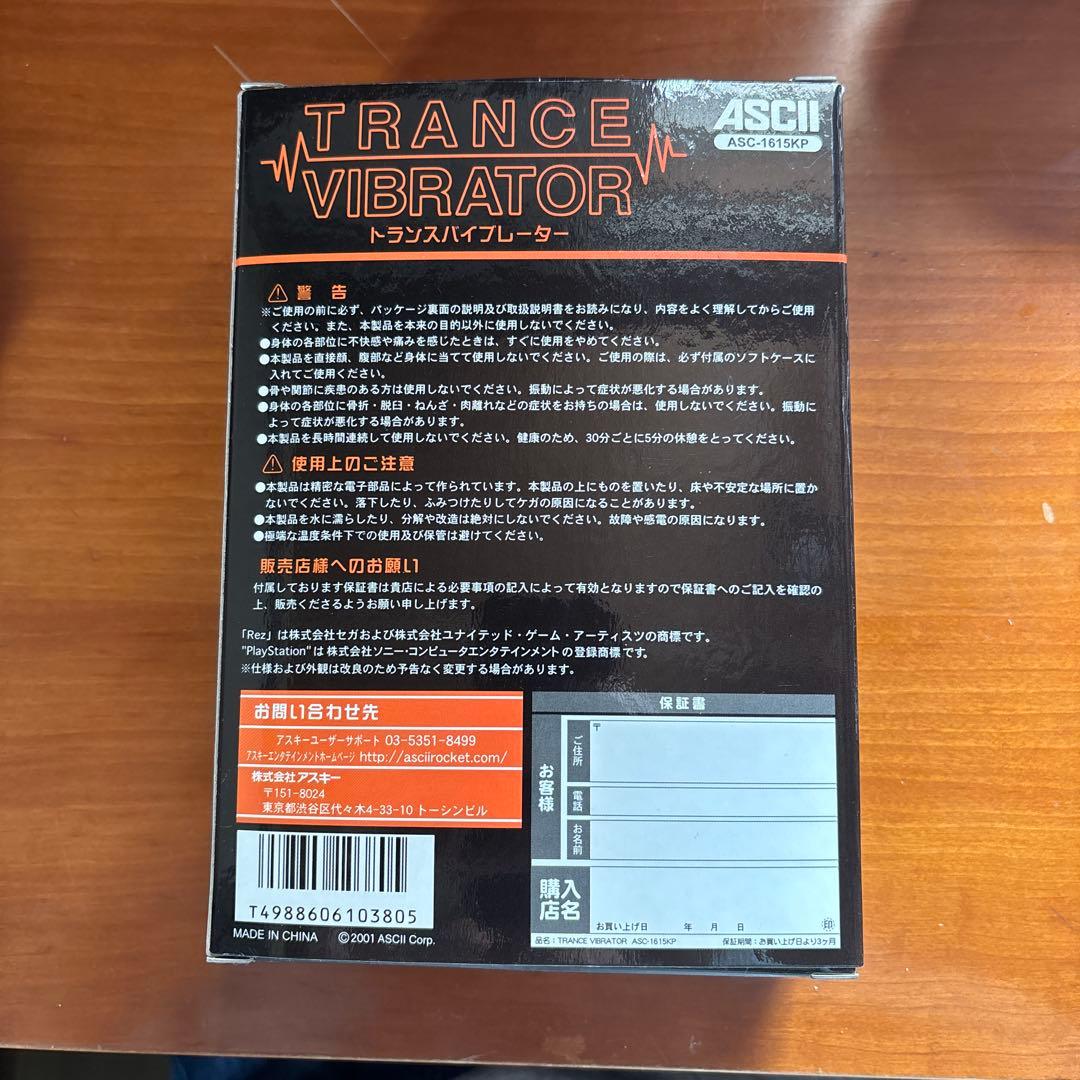 TRANCE
VIBRATOR
トランスバイブレーター
ASCII
ASC-1615KP
⚠ 警 告
※ご使用の前に必ず、パッケージ裏面の説明及び取扱説明書をお読みになり、内容をよく理解してからご使用
ください。また、本製品を本来の目的以外に使用しないでください。
●身体の各部位に不快感や痛みを感じたときは、すぐに使用をやめてください。
●本製品を直接顔、腹部など身体に当てて使用しないでください。ご使用の際は、必ず付属のソフトケースに
入れてご使用ください。
●骨や関節に疾患のある方は使用しないでください。振動によって症状が悪化する場合があります。
●身体の各部位に骨折・脱臼・ねんざ・肉離れなどの症状をお持ちの場合は、使用しないでください。振動に
よって症状が悪化する場合があります。
●本製品を長時間連続して使用しないでください。健康のため、30分ごとに5分の休憩をとってください。
⚠ 使用上のご注意
●本製品は精密な電子部品によって作られています。本製品の上にものを置いたり、床や不安定な場所に置か
ないでください。落下したり、ふみつけたりしてケガの原因になることがあります。
●本製品を水に濡らしたり、分解や改造は絶対にしないでください。故障や感電の原因になります。
●極端な温度条件下での使用及び保管は避けてください。
販売店様へのお願い
付属しております保証書は貴店による必要事項の記入によって有効となりますので保証書へのご記入を確認の
上、販売くださるようお願い申し上げます。
「Rez」は株式会社セガおよび株式会社ユナイテッド・ゲーム・アーティスツの商標です。
"PlayStation"は株式会社ソニー・コンピュータエンタテインメントの登録商標です。
※仕様および外観は改良のため予告なく変更する場合があります。
お問い合わせ先
アスキーユーザーサポート 03-5351-8499
アスキーエンタテインメントホームページ http://asciirocket.com/
株式会社アスキー
〒151-8024
東京都渋谷区代々木4-33-10 トーシンビル
T4988606103805
MADE IN CHINA ©2001 ASCII Corp.
保証書
お客様
ご住所
〒
電話
お名前
購入店名
お買い上げ日 年 月 日 印
品名：TRANCE VIBRATOR ASC-1615KP 保証期間：お買い上げ日より3ヶ月